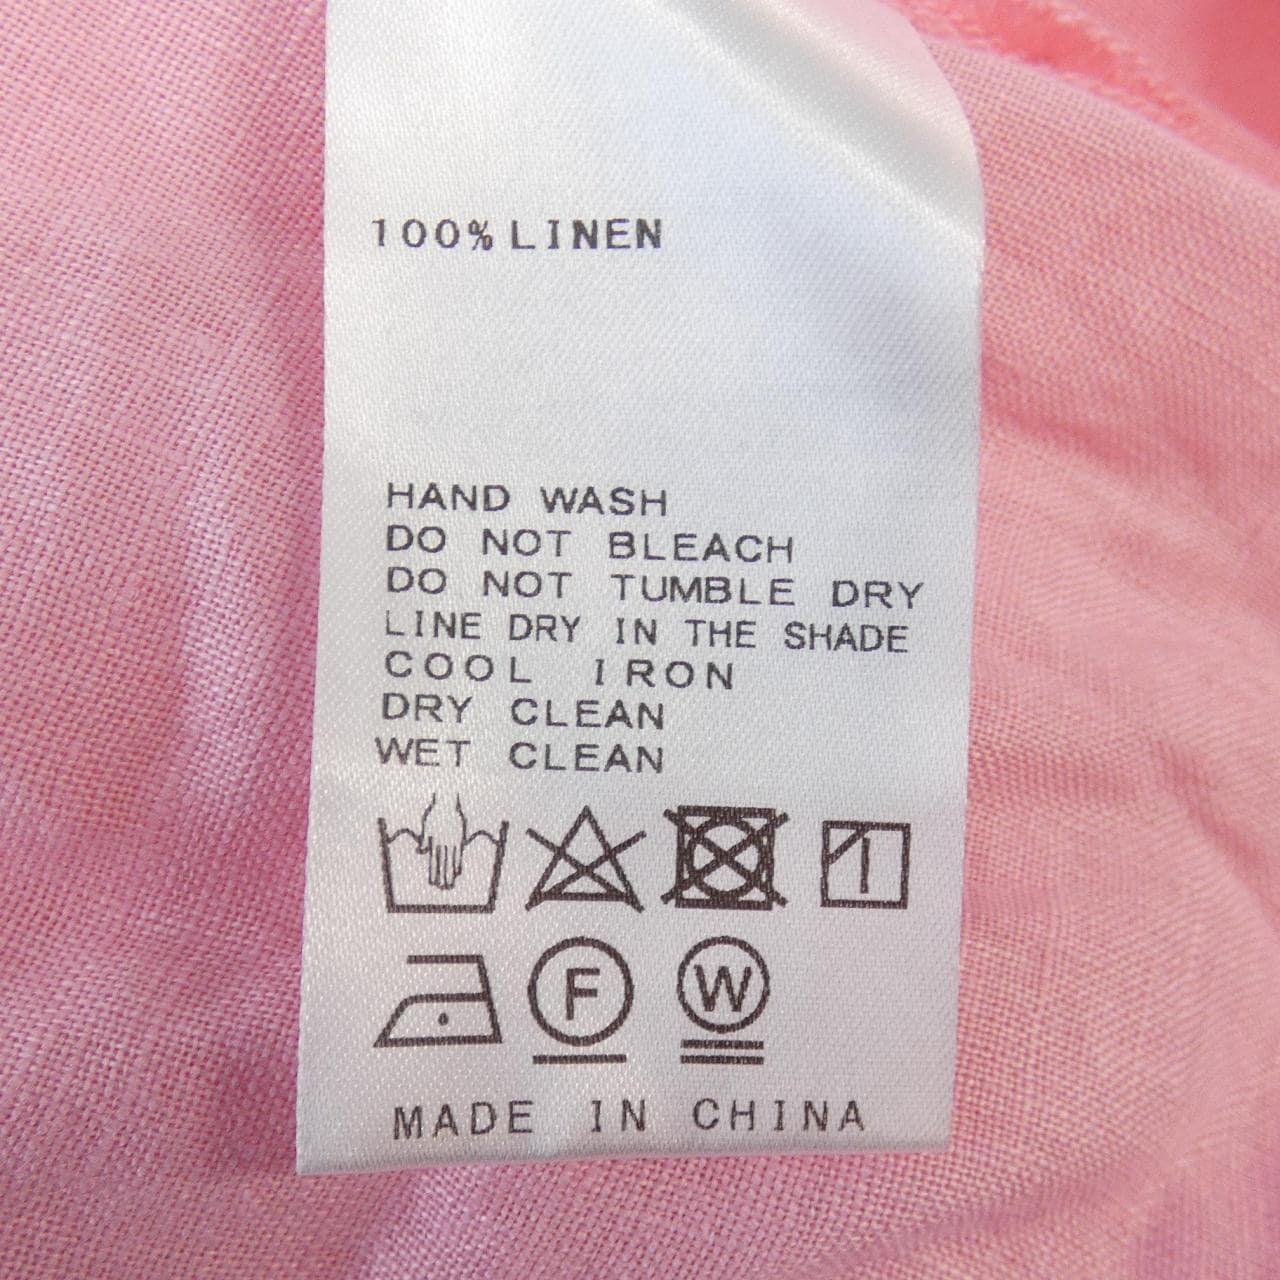 100% LINEN
HAND WASH
DO NOT BLEACH
DO NOT TUMBLE DRY
LINE DRY IN THE SHADE
COOL IRON
DRY CLEAN
WET CLEAN
F W
MADE IN CHINA